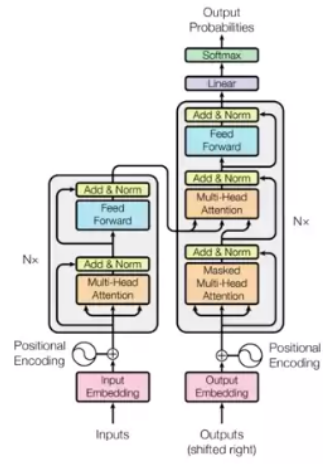 Output
Probabilities
Softmax
Linear
Add & Norm
Feed
Forward
Add & Norm
Multi-Head
Attention
Nx
Add & Norm
Masked
Multi-Head
Attention
Add & Norm
Feed
Forward
Nx
Add & Norm
Multi-Head
Attention
Positional
Encoding
Positional
Encoding
Input
Embedding
Output
Embedding
Inputs
Outputs
(shifted right)